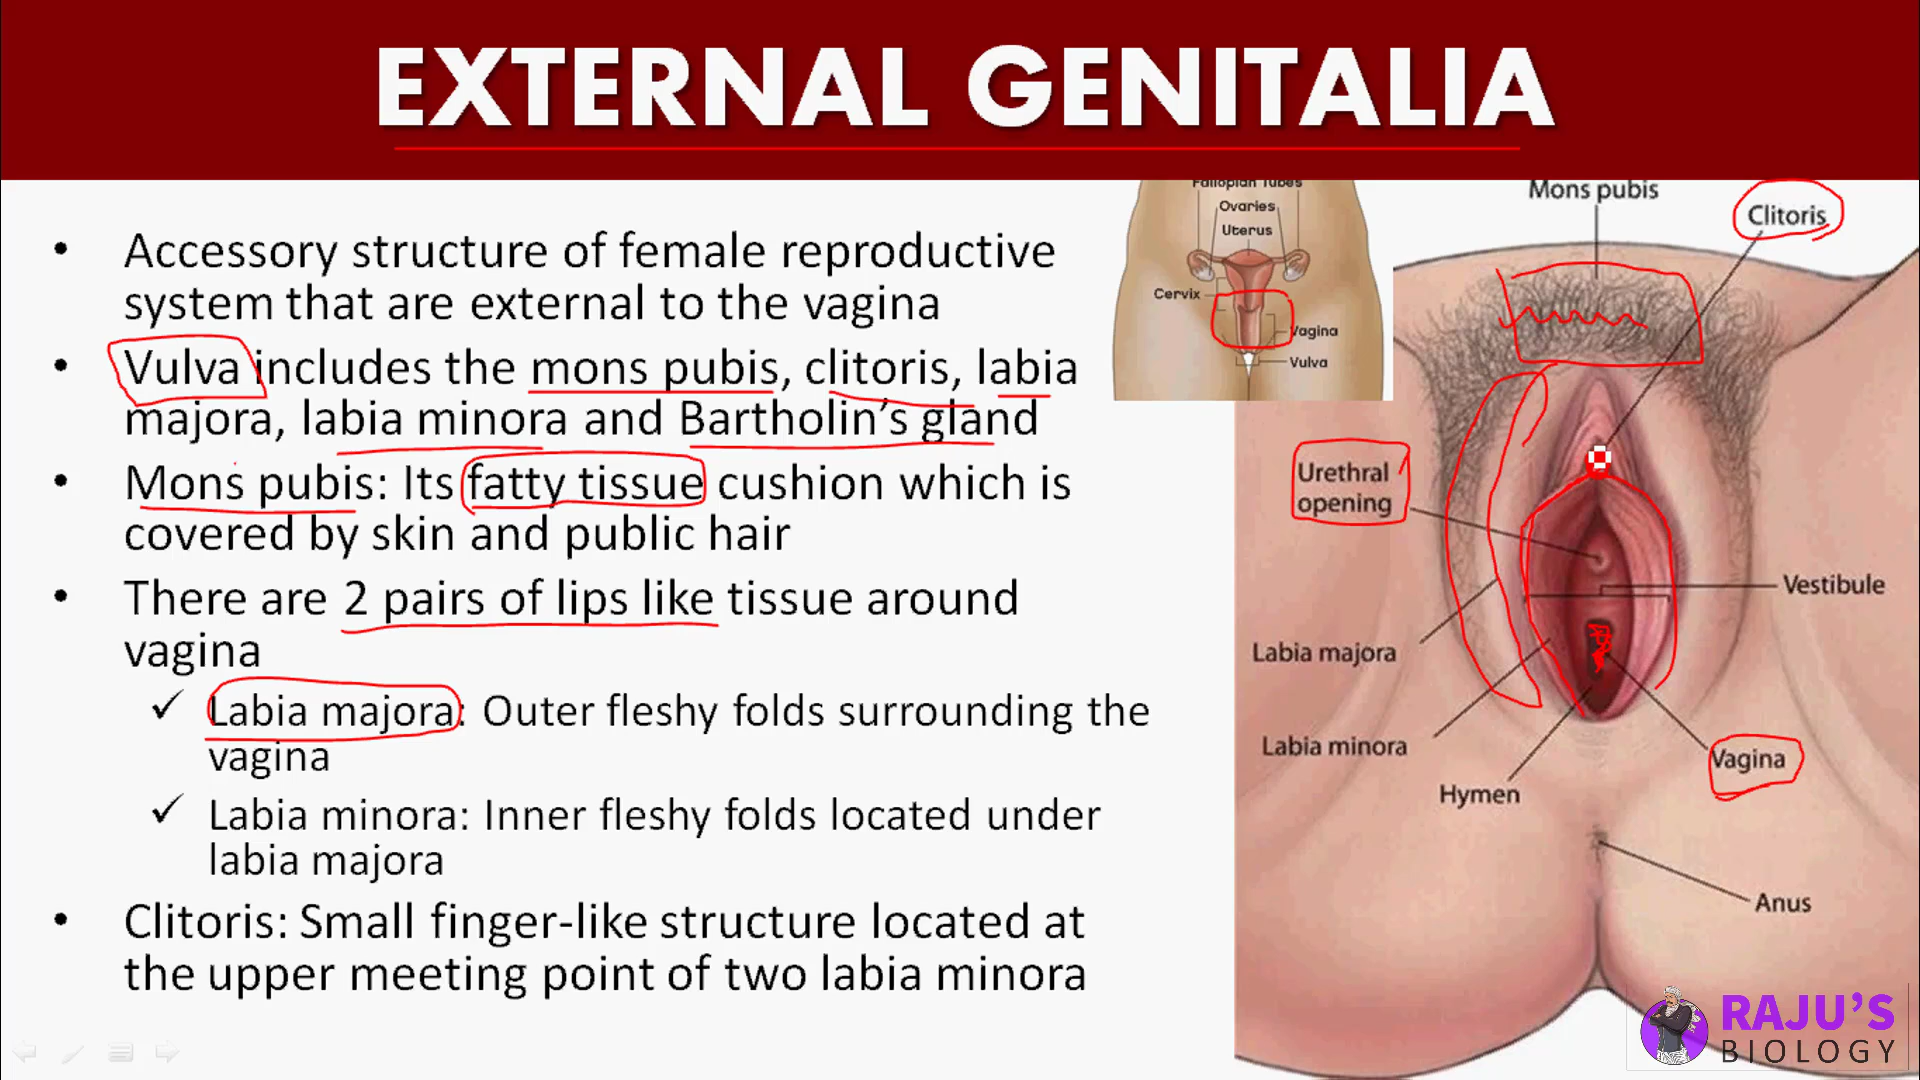 EXTERNAL GENITALIA
• Accessory structure of female reproductive
system that are external to the vagina
• Vulva includes the mons pubis, clitoris, labia
majora, labia minora and Bartholin’s gland
• Mons pubis: Its fatty tissue cushion which is
covered by skin and public hair
• There are 2 pairs of lips like tissue around
vagina
✓ Labia majora: Outer fleshy folds surrounding the
vagina
✓ Labia minora: Inner fleshy folds located under
labia majora
• Clitoris: Small finger-like structure located at
the upper meeting point of two labia minora
Fallopian Tubes
Ovaries
Uterus
Cervix
Vagina
Vulva
Mons pubis
Clitoris
Urethral
opening
Vestibule
Labia majora
Labia minora
Vagina
Hymen
Anus
RAJU’S
BIOLOGY